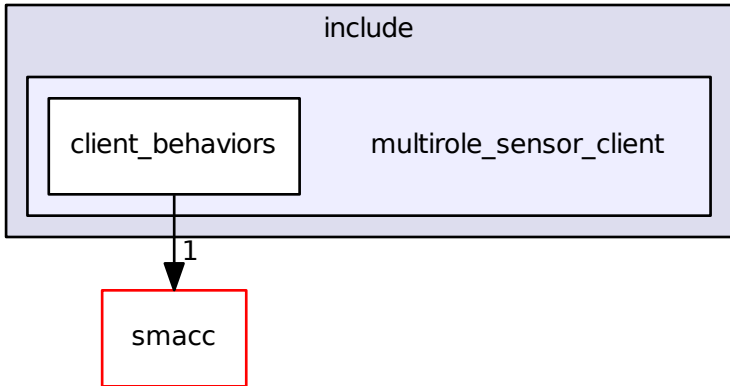 include
client_behaviors
multirole_sensor_client
1
smacc